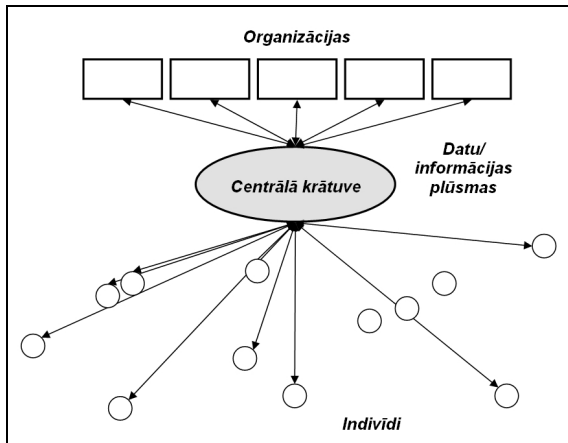 Organizācijas
Datu/
informācijas
plūsmas
Centrālā krātuve
Indivīdi